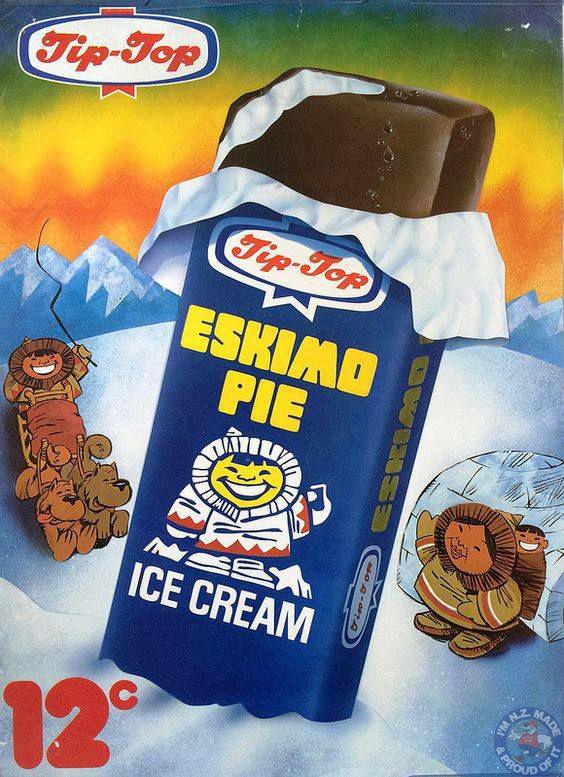 Tip-Top
Tip-Top
ESKIMO
PIE
ICE CREAM
ESKIMO
Tip-Top
12c
I'M N.Z. MADE
& PROUD OF IT